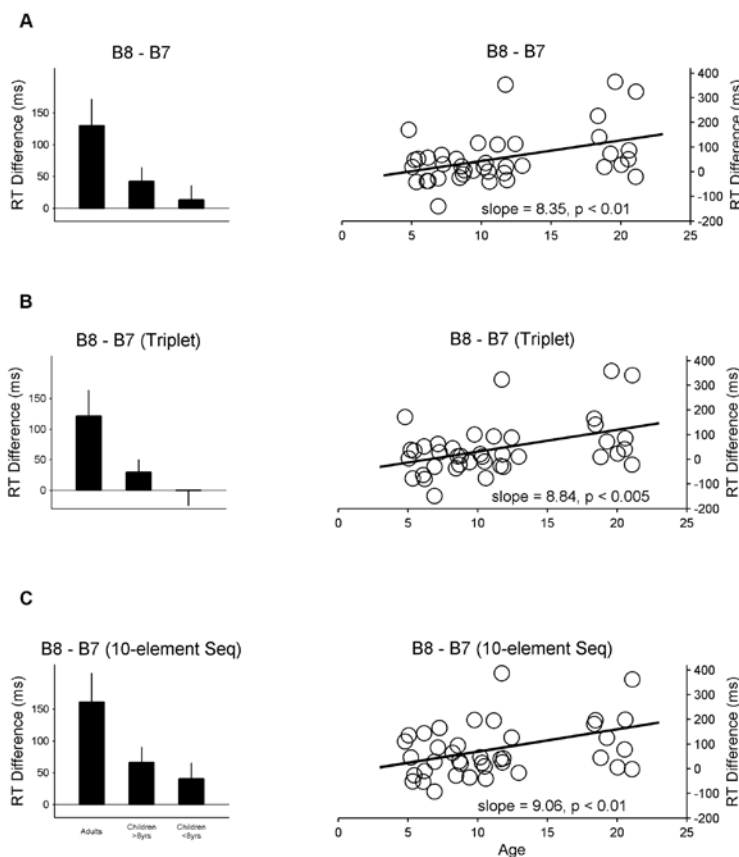 A
B8 - B7
B8 - B7
RT Difference (ms)
150
100
50
0
400
300
200
100
0
-100
-200
RT Difference (ms)
slope = 8.35, p < 0.01
0 5 10 15 20 25
B
B8 - B7 (Triplet)
B8 - B7 (Triplet)
RT Difference (ms)
150
100
50
0
400
300
200
100
0
-100
-200
RT Difference (ms)
slope = 8.84, p < 0.005
0 5 10 15 20 25
C
B8 - B7 (10-element Seq)
B8 - B7 (10-element Seq)
RT Difference (ms)
150
100
50
0
400
300
200
100
0
-100
-200
RT Difference (ms)
slope = 9.06, p < 0.01
Adults Children Children
>8yrs <8yrs
0 5 10 15 20 25
Age